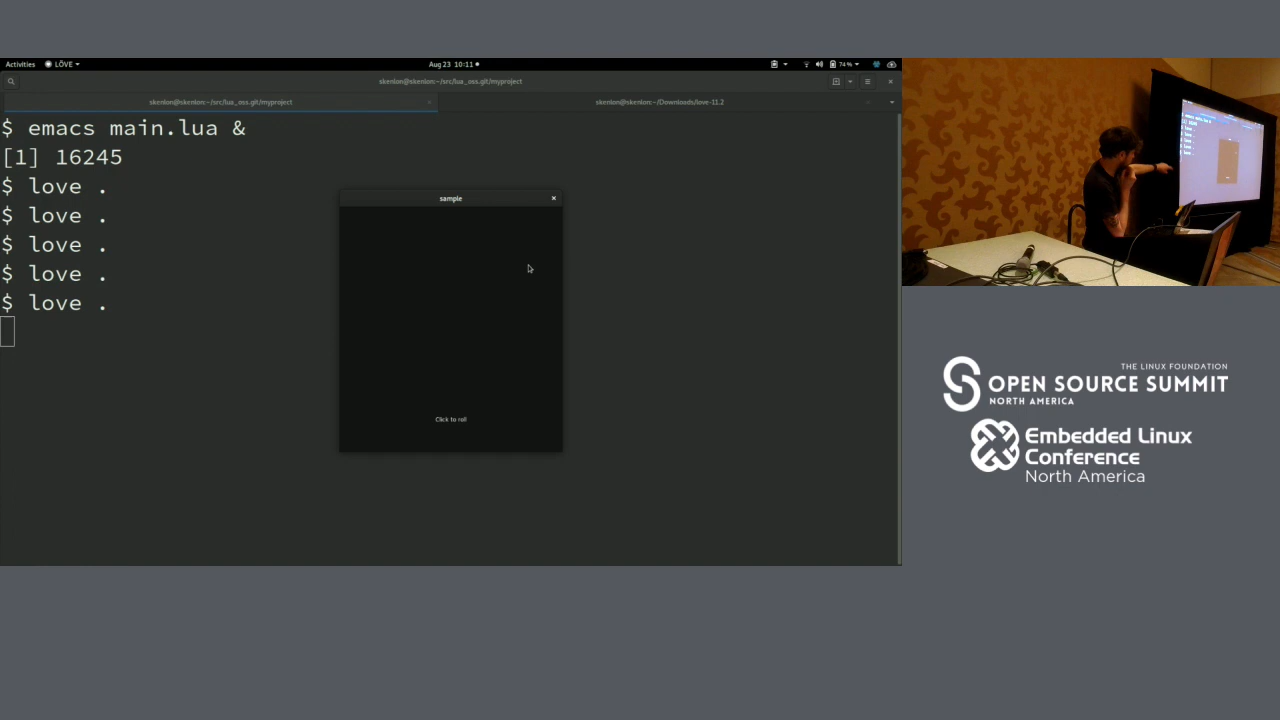 Activities LÖVE Aug 23 10:11 74 %
skenlon@skenlon:~/src/lua_oss.git/myproject
skenlon@skenlon:~/src/lua_oss.git/myproject skenlon@skenlon:~/Downloads/love-11.2
$ emacs main.lua &
[1] 16245
$ love .
$ love .
$ love .
$ love .
$ love .
sample
Click to roll
THE LINUX FOUNDATION
OPEN SOURCE SUMMIT
NORTH AMERICA
Embedded Linux
Conference
North America